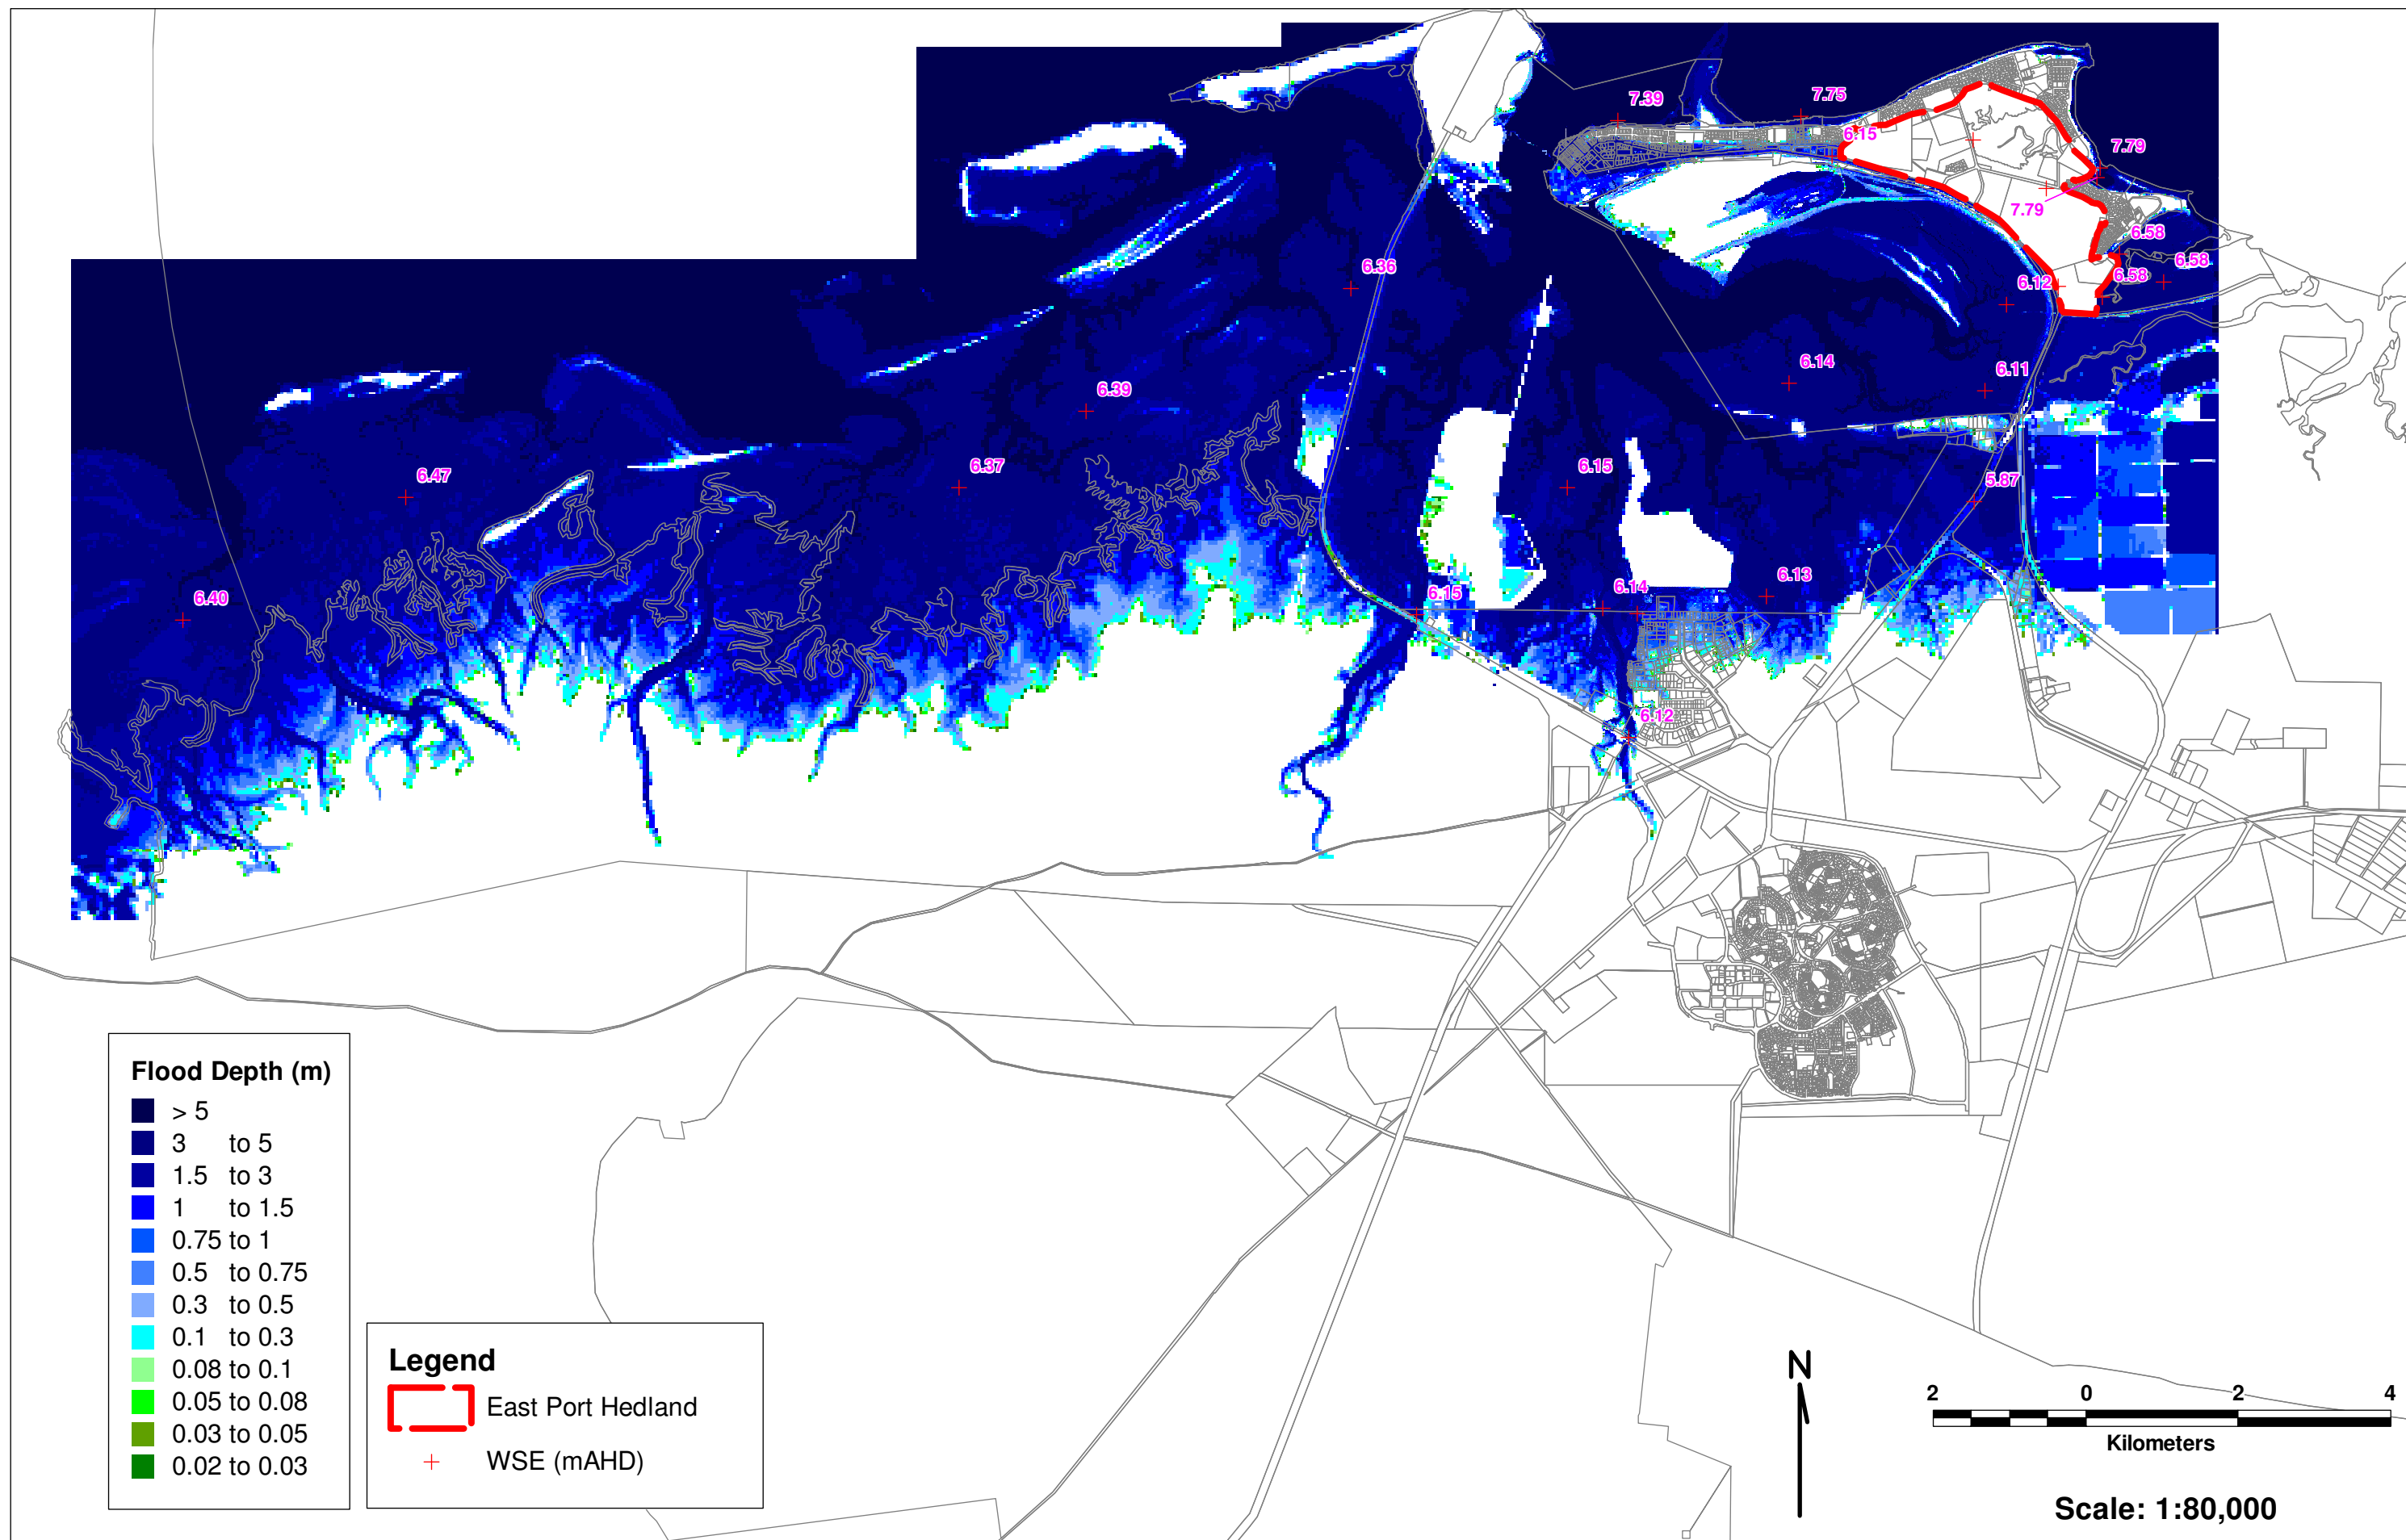 7.39
7.75
6.15
7.79
7.79
6.58
6.58
6.58
6.12
6.36
6.14
6.11
6.39
6.47
6.37
6.15
5.87
6.40
6.15
6.14
6.13
6.12
Flood Depth (m)
> 5
3 to 5
1.5 to 3
1 to 1.5
0.75 to 1
0.5 to 0.75
0.3 to 0.5
0.1 to 0.3
0.08 to 0.1
0.05 to 0.08
0.03 to 0.05
0.02 to 0.03
Legend
East Port Hedland
WSE (mAHD)
N
2 0 2 4
Kilometers
Scale: 1:80,000